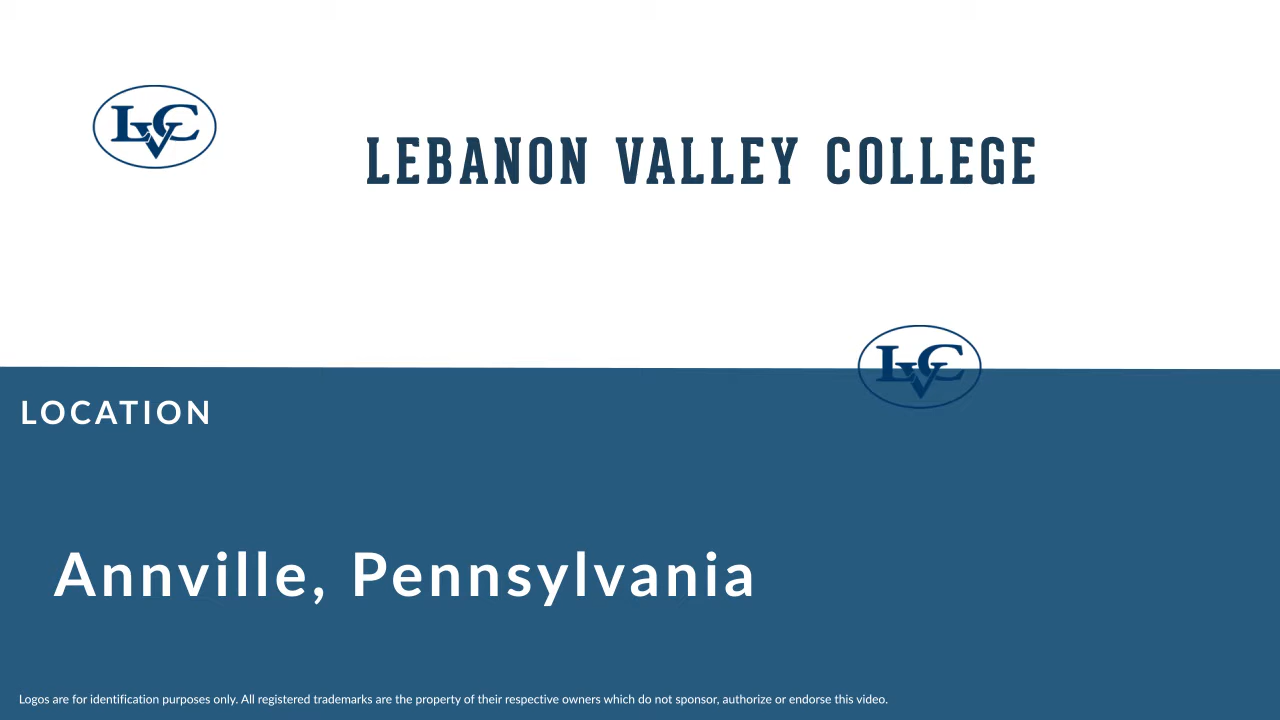 LVC
LEBANON VALLEY COLLEGE
LVC
LOCATION
Annville, Pennsylvania
Logos are for identification purposes only. All registered trademarks are the property of their respective owners which do not sponsor, authorize or endorse this video.